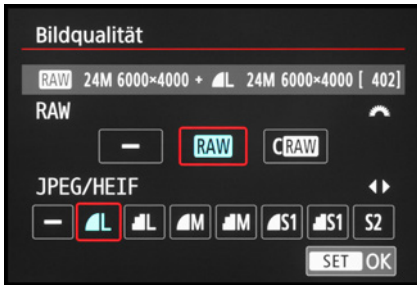 Bildqualität
RAW 24M 6000×4000 + L 24M 6000×4000 [ 402]
RAW
– RAW CRAW
JPEG/HEIF
– L L M M S1 S1 S2
SET OK